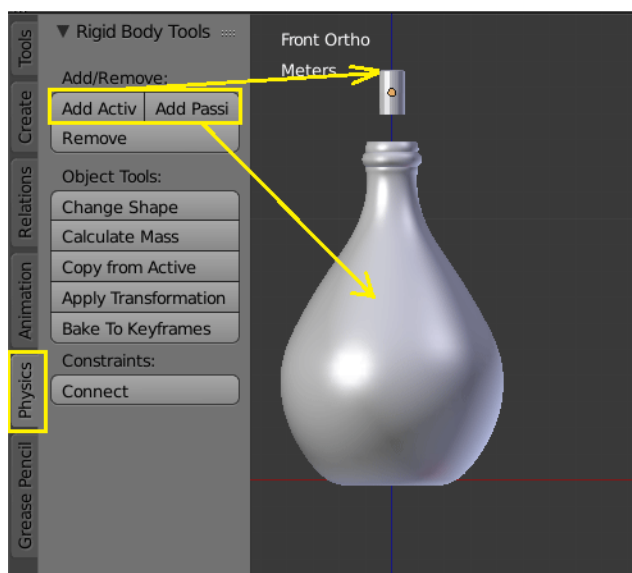 Tools
Create
Relations
Animation
Physics
Grease Pencil
▼ Rigid Body Tools
Add/Remove:
Add Activ
Add Passi
Remove
Object Tools:
Change Shape
Calculate Mass
Copy from Active
Apply Transformation
Bake To Keyframes
Constraints:
Connect
Front Ortho
Meters